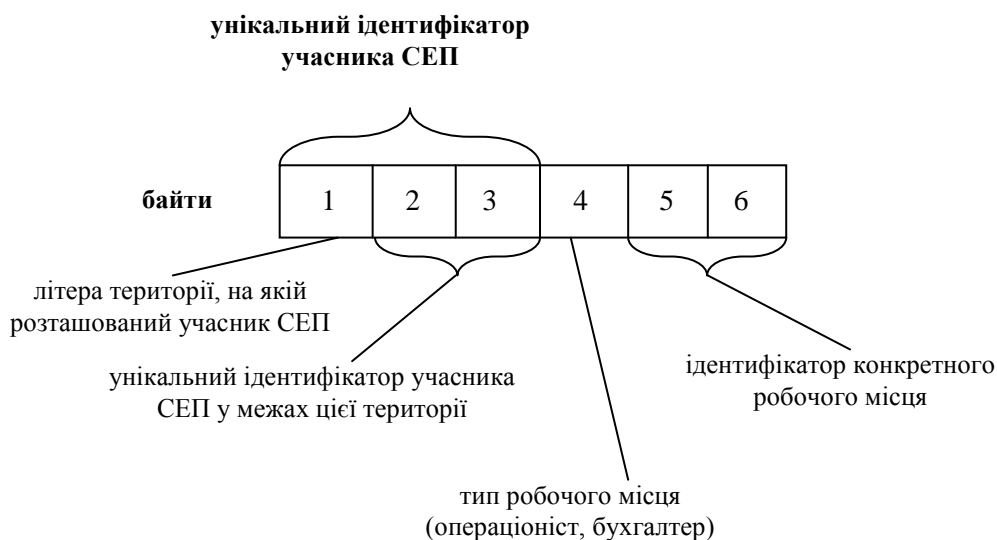 унікальний ідентифікатор
учасника СЕП
байти
1 2 3 4 5 6
літера території, на якій
розташований учасник СЕП
унікальний ідентифікатор учасника
СЕП у межах цієї території
ідентифікатор конкретного
робочого місця
тип робочого місця
(операціоніст, бухгалтер)